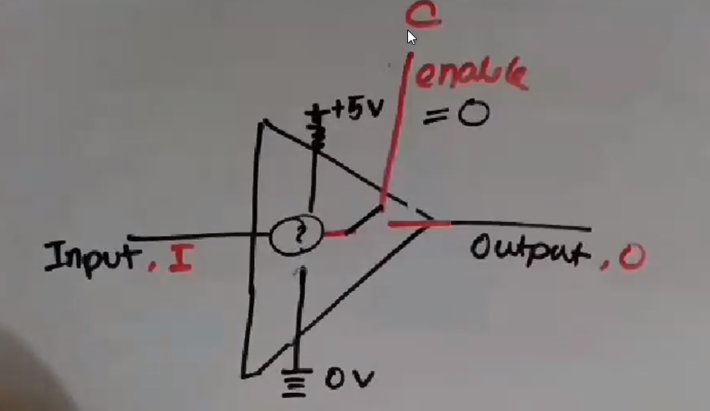 C
enable
= 0
+5v
?
Input, I
Output, O
0v